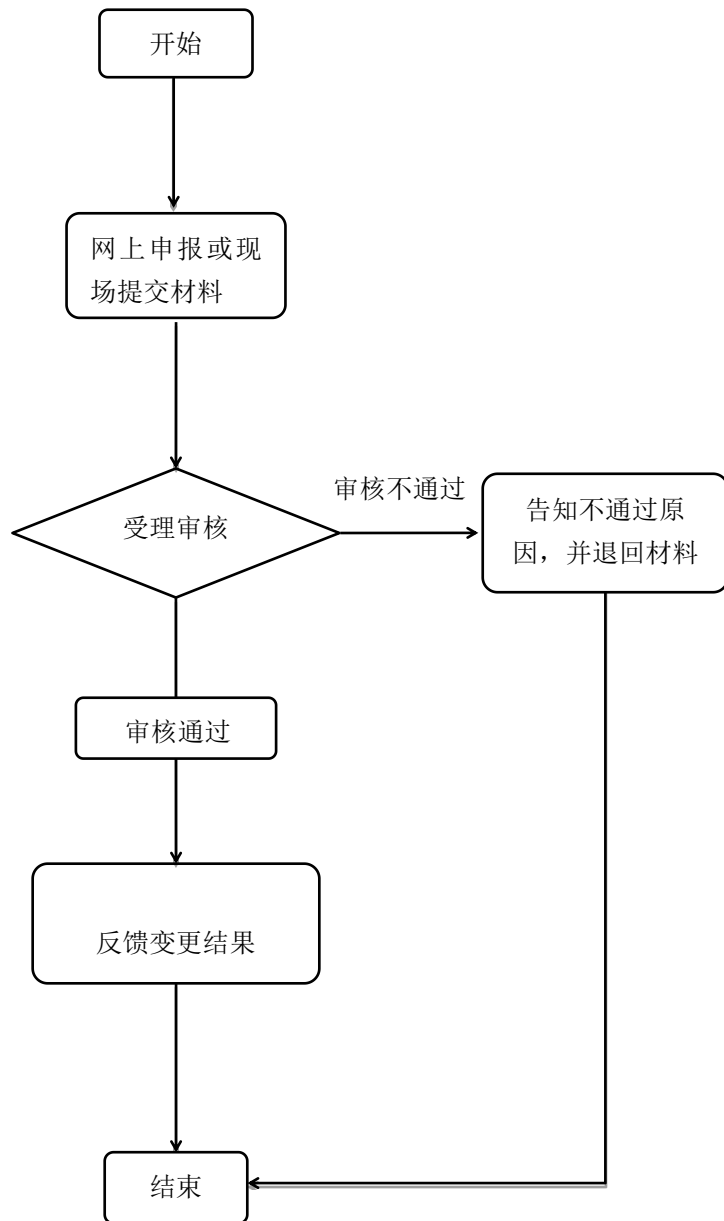 开始
网上申报或现
场提交材料
审核不通过
受理审核
告知不通过原
因，并退回材料
审核通过
反馈变更结果
结束